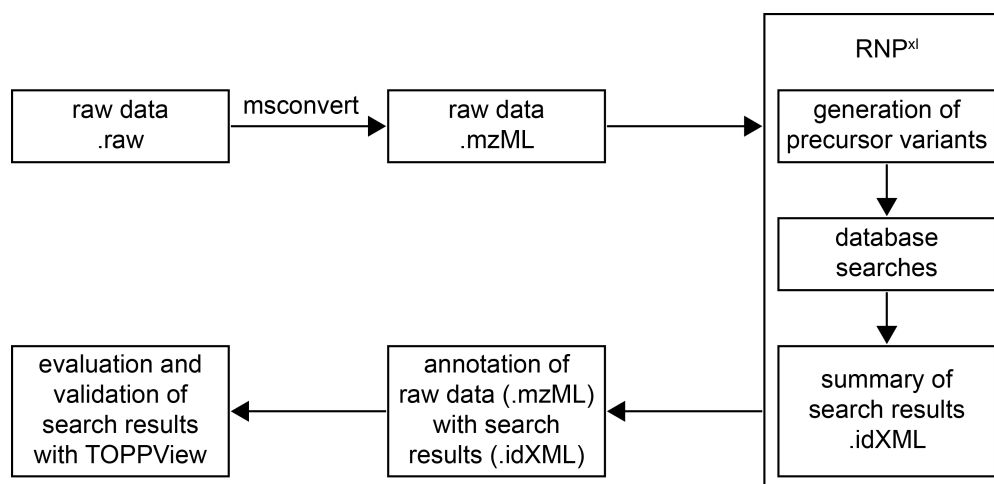 RNPxl
raw data
.raw
msconvert
raw data
.mzML
generation of
precursor variants
database
searches
summary of
search results
.idXML
annotation of
raw data (.mzML)
with search
results (.idXML)
evaluation and
validation of
search results
with TOPPView